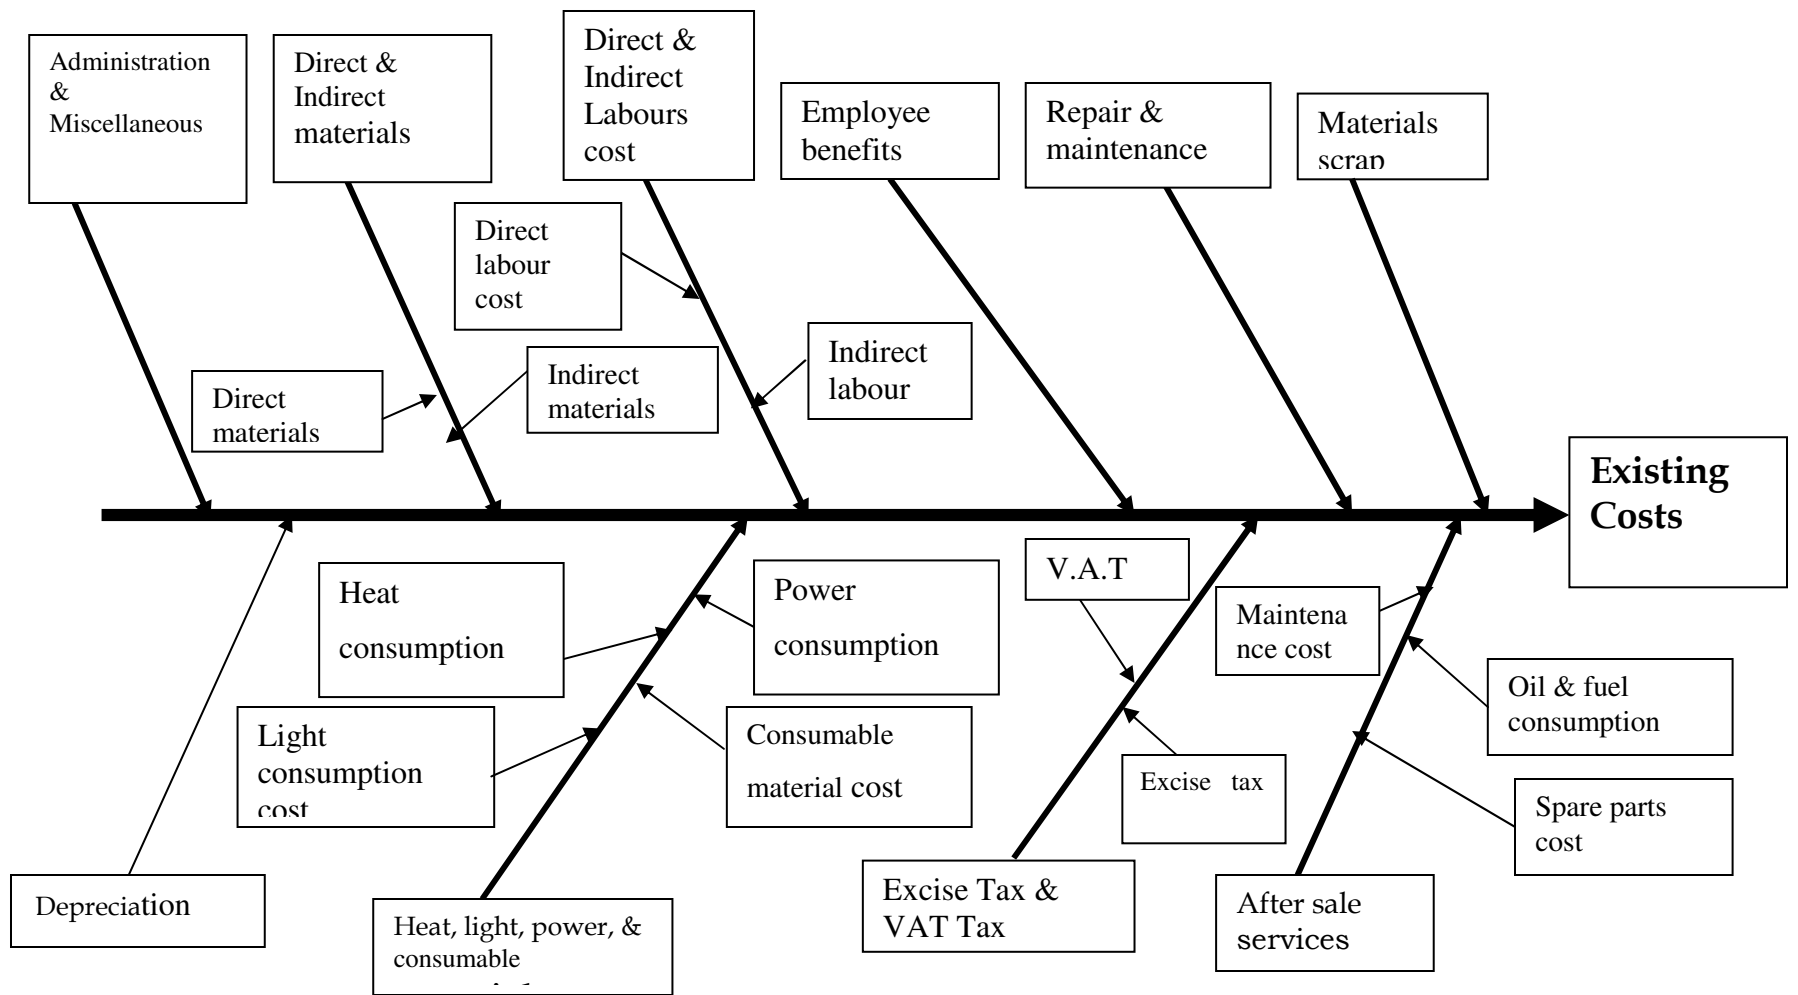 Administration
&
Miscellaneous
Direct &
Indirect
materials
Direct &
Indirect
Labours
cost
Employee
benefits
Repair &
maintenance
Materials
scrap
Direct
labour
cost
Indirect
labour
Indirect
materials
Direct
materials
Existing
Costs
Heat
consumption
Power
consumption
V.A.T
Maintena
nce cost
Oil & fuel
consumption
Light
consumption
cost
Consumable
material cost
Excise tax
Spare parts
cost
Depreciation
Heat, light, power, &
consumable
Excise Tax &
VAT Tax
After sale
services